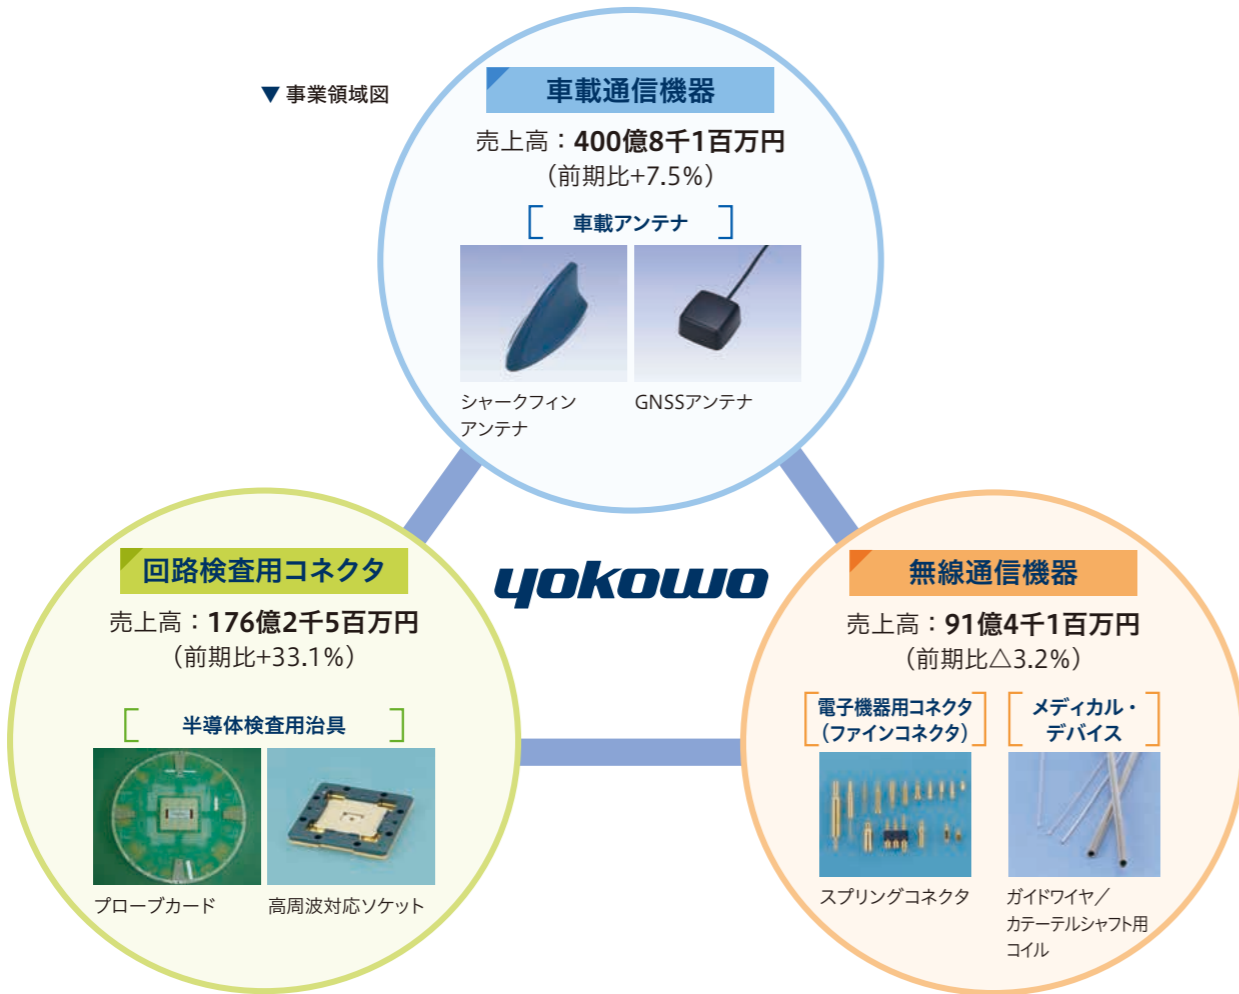 ▼ 事業領域図
車載通信機器
売上高：400億8千1百万円
（前期比+7.5%）
車載アンテナ
シャークフィン
アンテナ
GNSSアンテナ
yokowo
回路検査用コネクタ
売上高：176億2千5百万円
（前期比+33.1%）
半導体検査用治具
プローブカード
高周波対応ソケット
無線通信機器
売上高：91億4千1百万円
（前期比△3.2%）
電子機器用コネクタ
（ファインコネクタ）
スプリングコネクタ
メディカル・
デバイス
ガイドワイヤ／
カテーテルシャフト用
コイル